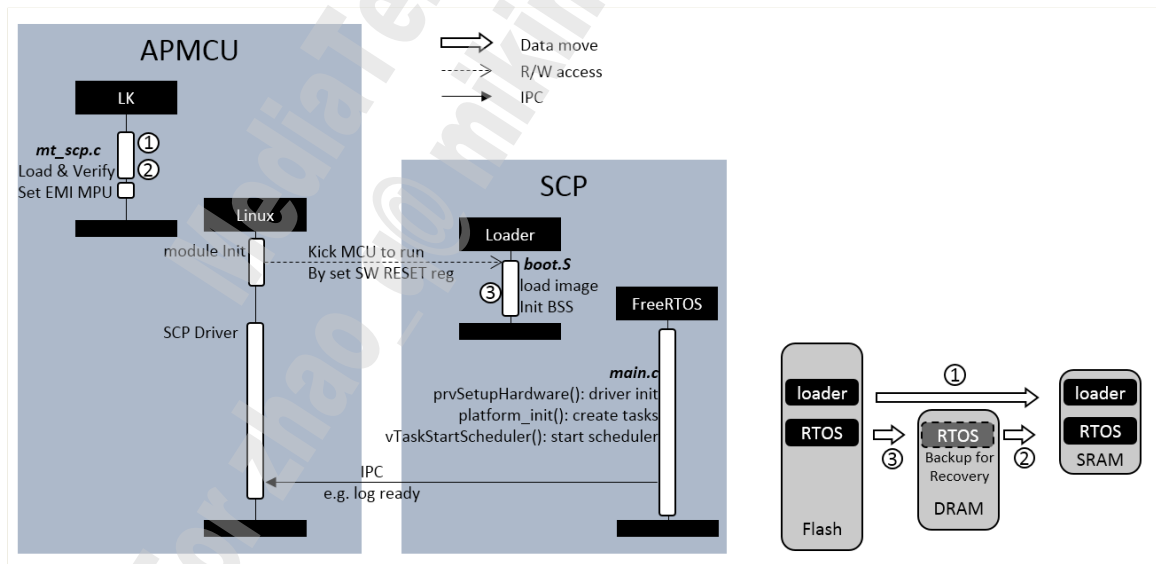 APMCU
LK
①
mt_scp.c
Load & Verify
②
Set EMI MPU
Linux
module Init
Kick MCU to run
By set SW RESET reg
SCP Driver
IPC
e.g. log ready
Data move
R/W access
IPC
SCP
Loader
boot.S
③
load image
Init BSS
FreeRTOS
main.c
prvSetupHardware(): driver init
platform_init(): create tasks
vTaskStartScheduler(): start scheduler
loader
①
loader
RTOS
③
RTOS
②
RTOS
Backup for
Recovery
SRAM
DRAM
Flash